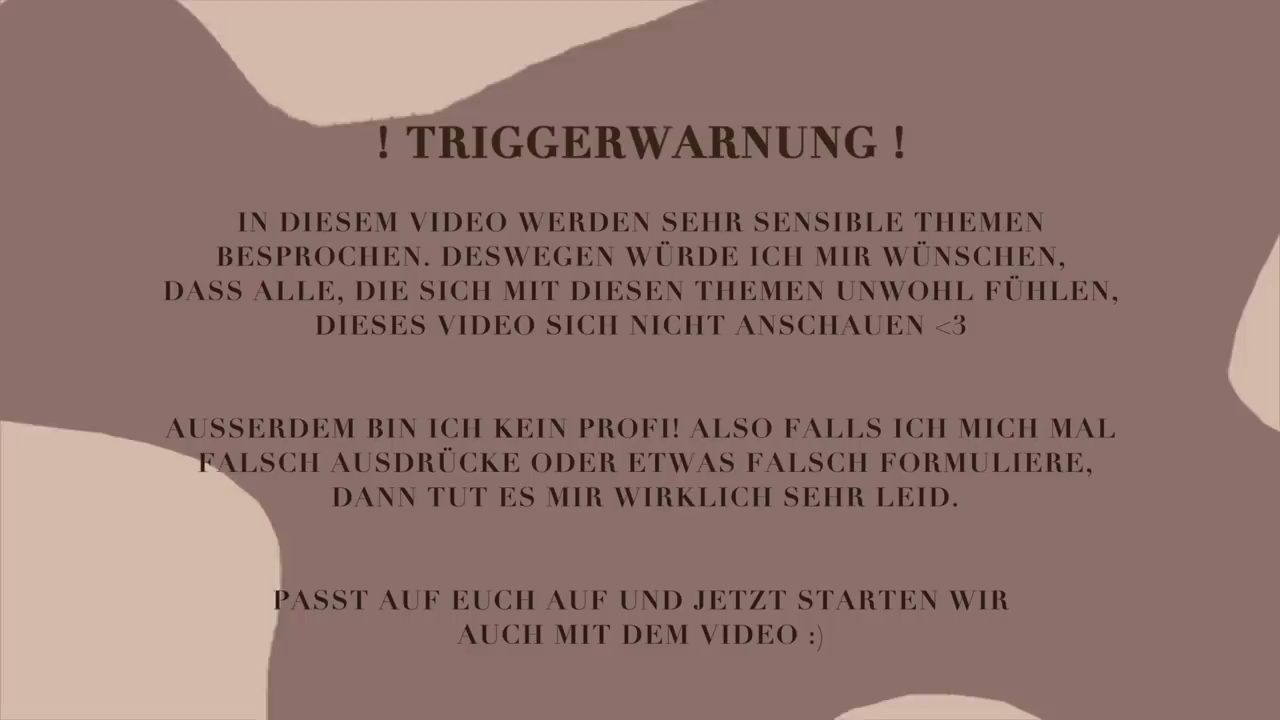 ! TRIGGERWARNUNG !
IN DIESEM VIDEO WERDEN SEHR SENSIBLE THEMEN
BESPROCHEN. DESWEGEN WÜRDE ICH MIR WÜNSCHEN,
DASS ALLE, DIE SICH MIT DIESEN THEMEN UNWOHL FÜHLEN,
DIESES VIDEO SICH NICHT ANSCHAUEN <3
AUSSERDEM BIN ICH KEIN PROFI! ALSO FALLS ICH MICH MAL
FALSCH AUSDRÜCKE ODER ETWAS FALSCH FORMULIERE,
DANN TUT ES MIR WIRKLICH SEHR LEID.
PASST AUF EUCH AUF UND JETZT STARTEN WIR
AUCH MIT DEM VIDEO :)